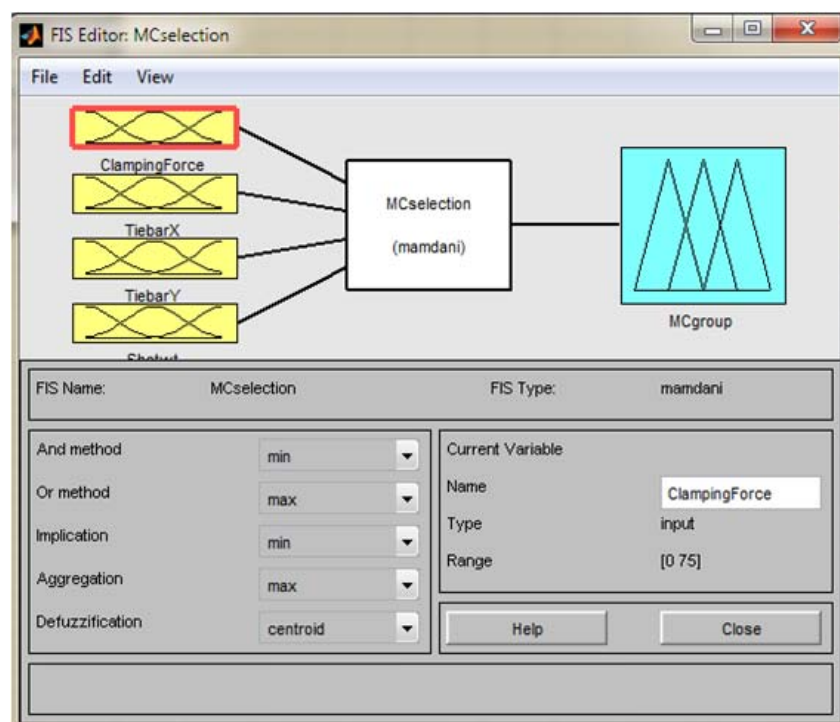 FIS Editor: MCselection
File Edit View
ClampingForce
TiebarX
TiebarY
MCselection
(mamdani)
MCgroup
FIS Name: MCselection FIS Type: mamdani
And method min
Or method max
Implication min
Aggregation max
Defuzzification centroid
Current Variable
Name ClampingForce
Type input
Range [0 75]
Help Close